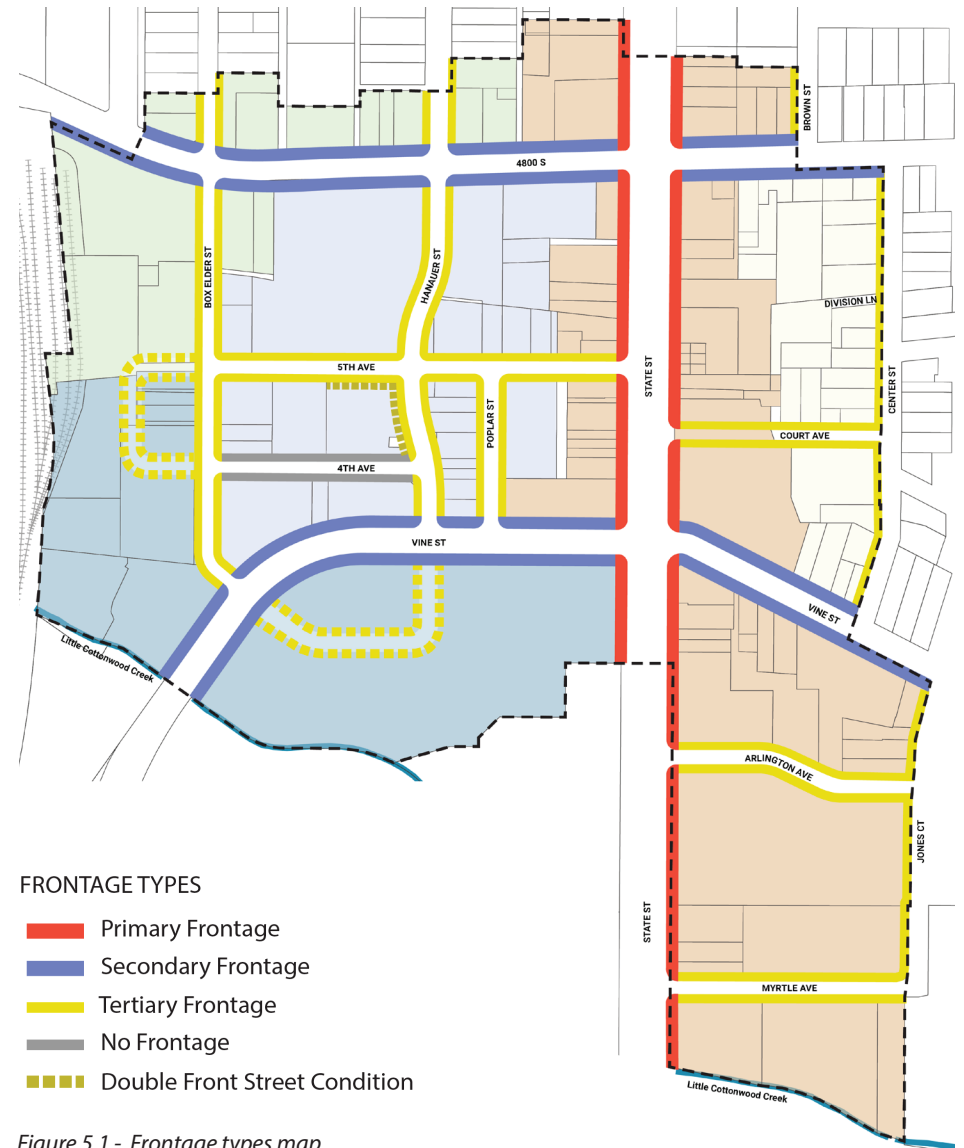 BROWN ST
4800 S
BOX ELDER ST
HANAUER ST
DIVISION LN
5TH AVE
STATE ST
CENTER ST
POPLAR ST
COURT AVE
4TH AVE
VINE ST
VINE ST
Little Cottonwood Creek
ARLINGTON AVE
JONES CT
STATE ST
MYRTLE AVE
Little Cottonwood Creek
FRONTAGE TYPES
Primary Frontage
Secondary Frontage
Tertiary Frontage
No Frontage
Double Front Street Condition
Figure 5.1 - Frontage types map